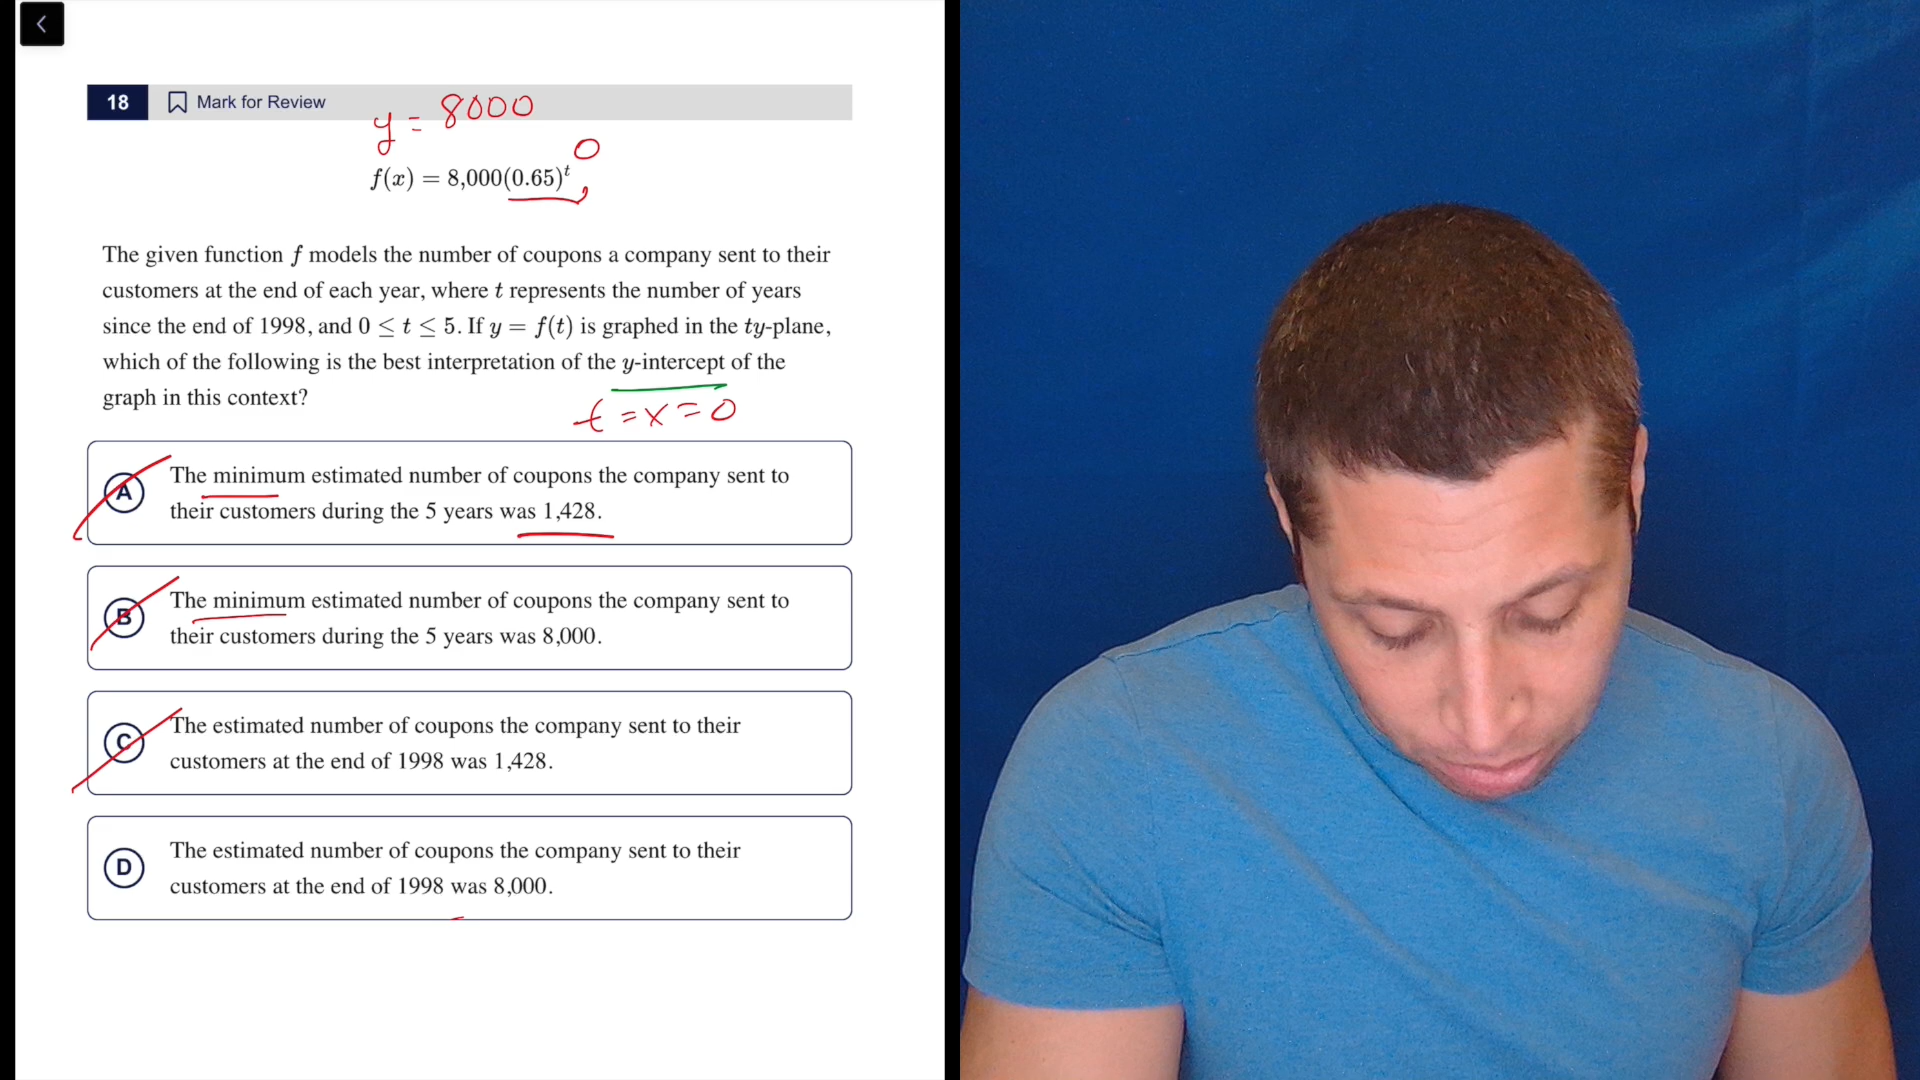 18 Mark for Review
y = 8000
0
f(x) = 8,000(0.65)^t
The given function f models the number of coupons a company sent to their
customers at the end of each year, where t represents the number of years
since the end of 1998, and 0 ≤ t ≤ 5. If y = f(t) is graphed in the ty-plane,
which of the following is the best interpretation of the y-intercept of the
graph in this context?
t = x = 0
A The minimum estimated number of coupons the company sent to
their customers during the 5 years was 1,428.
B The minimum estimated number of coupons the company sent to
their customers during the 5 years was 8,000.
C The estimated number of coupons the company sent to their
customers at the end of 1998 was 1,428.
D The estimated number of coupons the company sent to their
customers at the end of 1998 was 8,000.